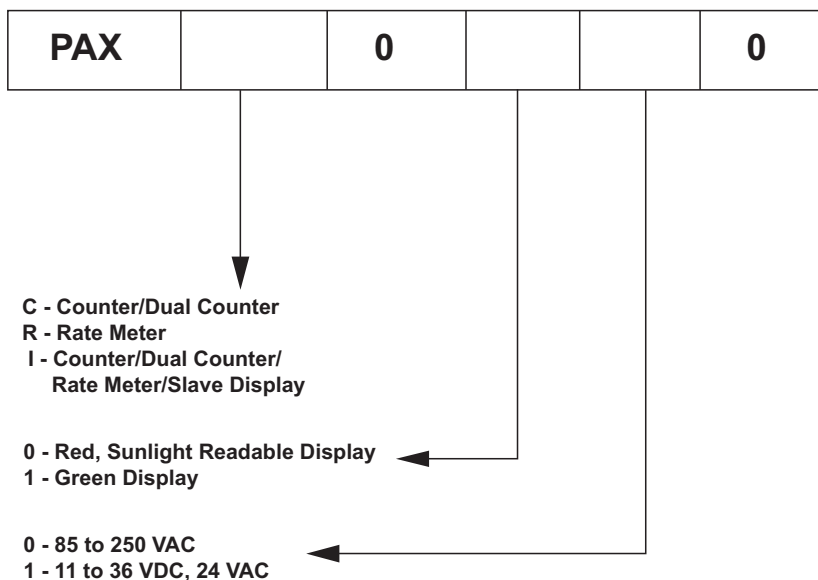 PAX 0 0
C - Counter/Dual Counter
R - Rate Meter
I - Counter/Dual Counter/
Rate Meter/Slave Display
0 - Red, Sunlight Readable Display
1 - Green Display
0 - 85 to 250 VAC
1 - 11 to 36 VDC, 24 VAC